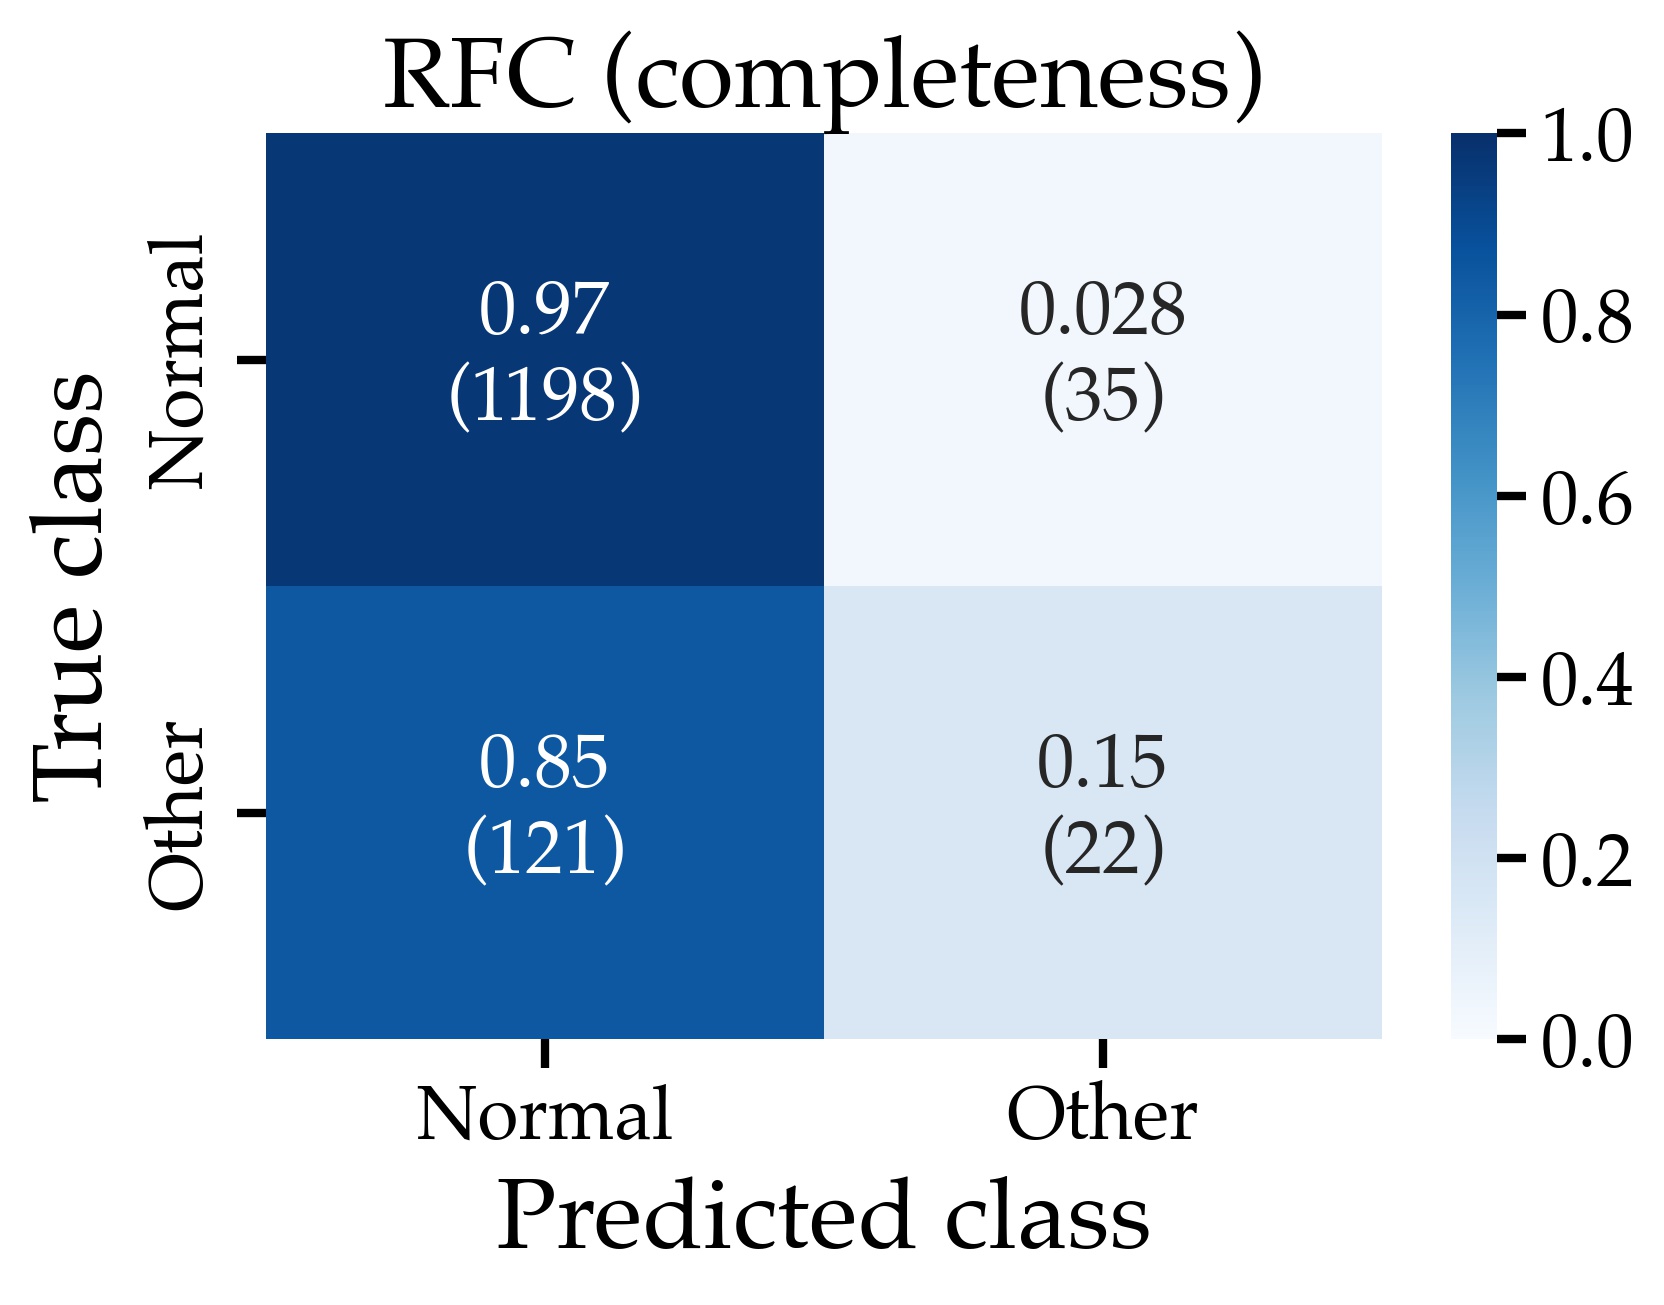 RFC (completeness)
True class
Normal
Other
0.97
(1198)
0.028
(35)
0.85
(121)
0.15
(22)
Normal
Other
Predicted class
1.0
0.8
0.6
0.4
0.2
0.0